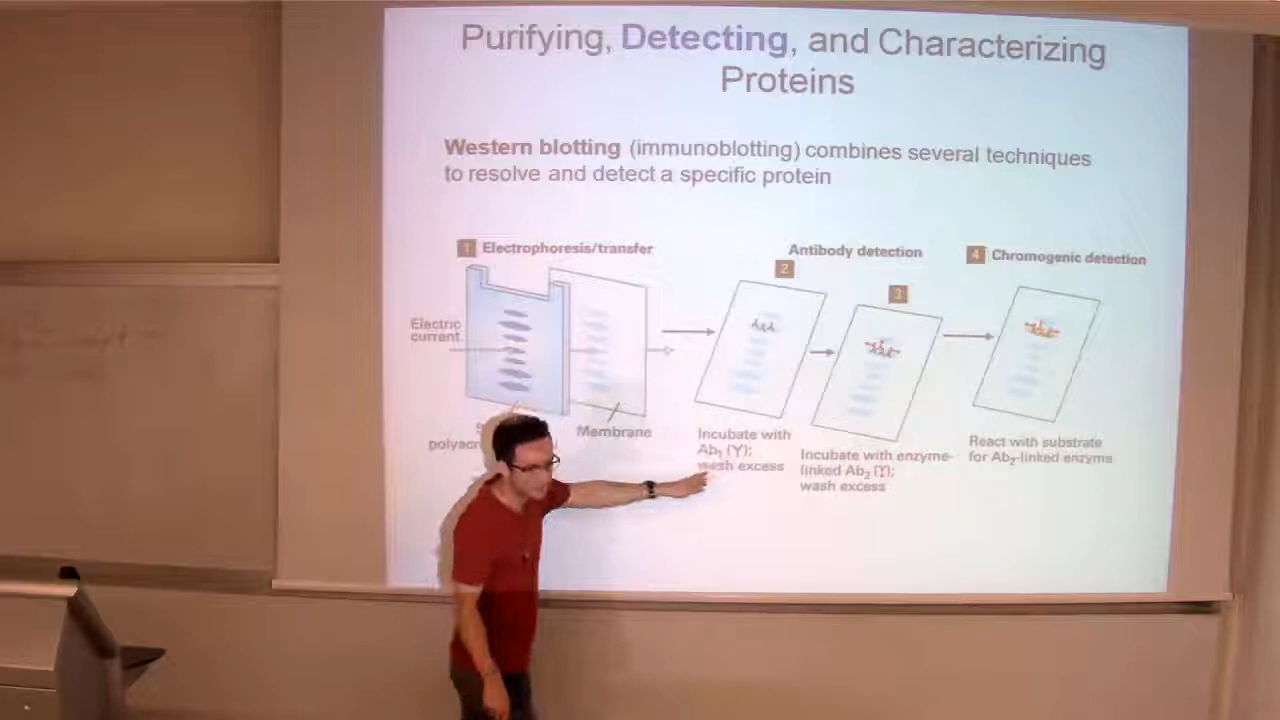 Purifying, Detecting, and Characterizing
Proteins
Western blotting (immunoblotting) combines several techniques
to resolve and detect a specific protein
1 Electrophoresis/transfer
Electric
current
Membrane
Antibody detection
2
Incubate with
Ab1 (Y);
wash excess
3
Incubate with enzyme-
linked Ab2 (Y);
wash excess
4 Chromogenic detection
React with substrate
for Ab2-linked enzyme